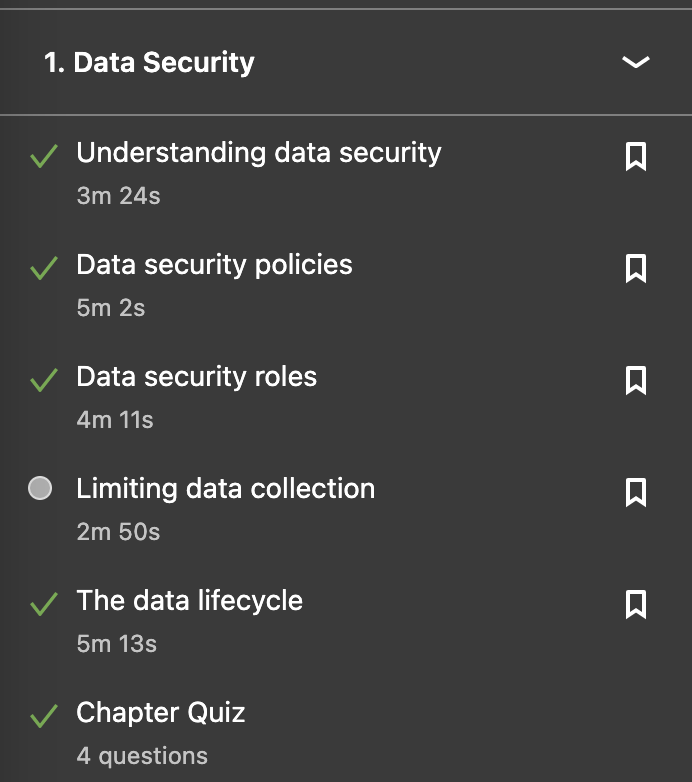 1. Data Security
Understanding data security
3m 24s
Data security policies
5m 2s
Data security roles
4m 11s
Limiting data collection
2m 50s
The data lifecycle
5m 13s
Chapter Quiz
4 questions